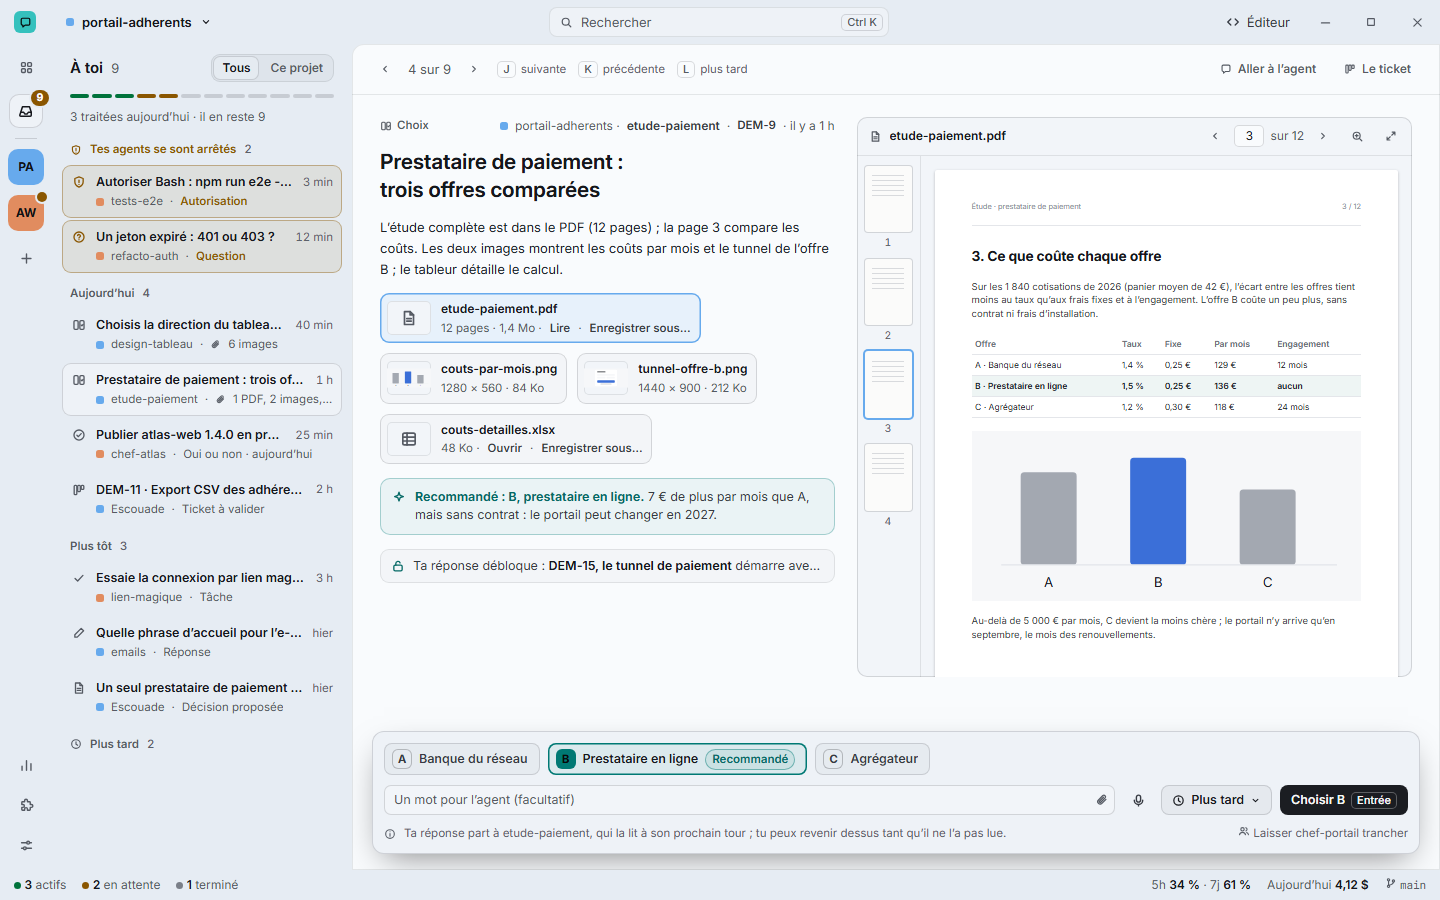 portail-adherents
Rechercher
Ctrl K
Éditeur
À toi 9
Tous
Ce projet
3 traitées aujourd'hui · il en reste 9
9
PA
AW
Tes agents se sont arrêtés 2
Autoriser Bash : npm run e2e -... 3 min
tests-e2e · Autorisation
Un jeton expiré : 401 ou 403 ? 12 min
refacto-auth · Question
Aujourd'hui 4
Choisis la direction du tablea... 40 min
design-tableau · 6 images
Prestataire de paiement : trois of... 1 h
etude-paiement · 1 PDF, 2 images,...
Publier atlas-web 1.4.0 en pr... 25 min
chef-atlas · Oui ou non · aujourd'hui
DEM-11 · Export CSV des adhére... 2 h
Escouade · Ticket à valider
Plus tôt 3
Essaie la connexion par lien mag... 3 h
lien-magique · Tâche
Quelle phrase d'accueil pour l'e-... hier
emails · Réponse
Un seul prestataire de paiement ... hier
Escouade · Décision proposée
Plus tard 2
4 sur 9
J suivante K précédente L plus tard
Aller à l'agent
Le ticket
Choix
portail-adherents · etude-paiement · DEM-9 · il y a 1 h
Prestataire de paiement :
trois offres comparées
L'étude complète est dans le PDF (12 pages) ; la page 3 compare les
coûts. Les deux images montrent les coûts par mois et le tunnel de l'offre
B ; le tableur détaille le calcul.
etude-paiement.pdf
12 pages · 1,4 Mo · Lire · Enregistrer sous...
couts-par-mois.png
1280 × 560 · 84 Ko
tunnel-offre-b.png
1440 × 900 · 212 Ko
couts-detailles.xlsx
48 Ko · Ouvrir · Enregistrer sous...
Recommandé : B, prestataire en ligne. 7 € de plus par mois que A,
mais sans contrat : le portail peut changer en 2027.
Ta réponse débloque : DEM-15, le tunnel de paiement démarre ave...
etude-paiement.pdf
3 sur 12
1
2
3
4
Étude · prestataire de paiement 3 / 12
3. Ce que coûte chaque offre
Sur les 1 840 cotisations de 2026 (panier moyen de 42 €), l'écart entre les offres tient
moins au taux qu'aux frais fixes et à l'engagement. L'offre B coûte un peu plus, sans
contrat ni frais d'installation.
Offre Taux Fixe Par mois Engagement
A · Banque du réseau 1,4 % 0,25 € 129 € 12 mois
B · Prestataire en ligne 1,5 % 0,25 € 136 € aucun
C · Agrégateur 1,2 % 0,30 € 118 € 24 mois
A B C
Au-delà de 5 000 € par mois, C devient la moins chère ; le portail n'y arrive qu'en
septembre, le mois des renouvellements.
A Banque du réseau
B Prestataire en ligne Recommandé
C Agrégateur
Un mot pour l'agent (facultatif)
Plus tard
Choisir B Entrée
Ta réponse part à etude-paiement, qui la lit à son prochain tour ; tu peux revenir dessus tant qu'il ne l'a pas lue.
Laisser chef-portail trancher
3 actifs
2 en attente
1 terminé
5h 34 % · 7j 61 %
Aujourd'hui 4,12 $
main